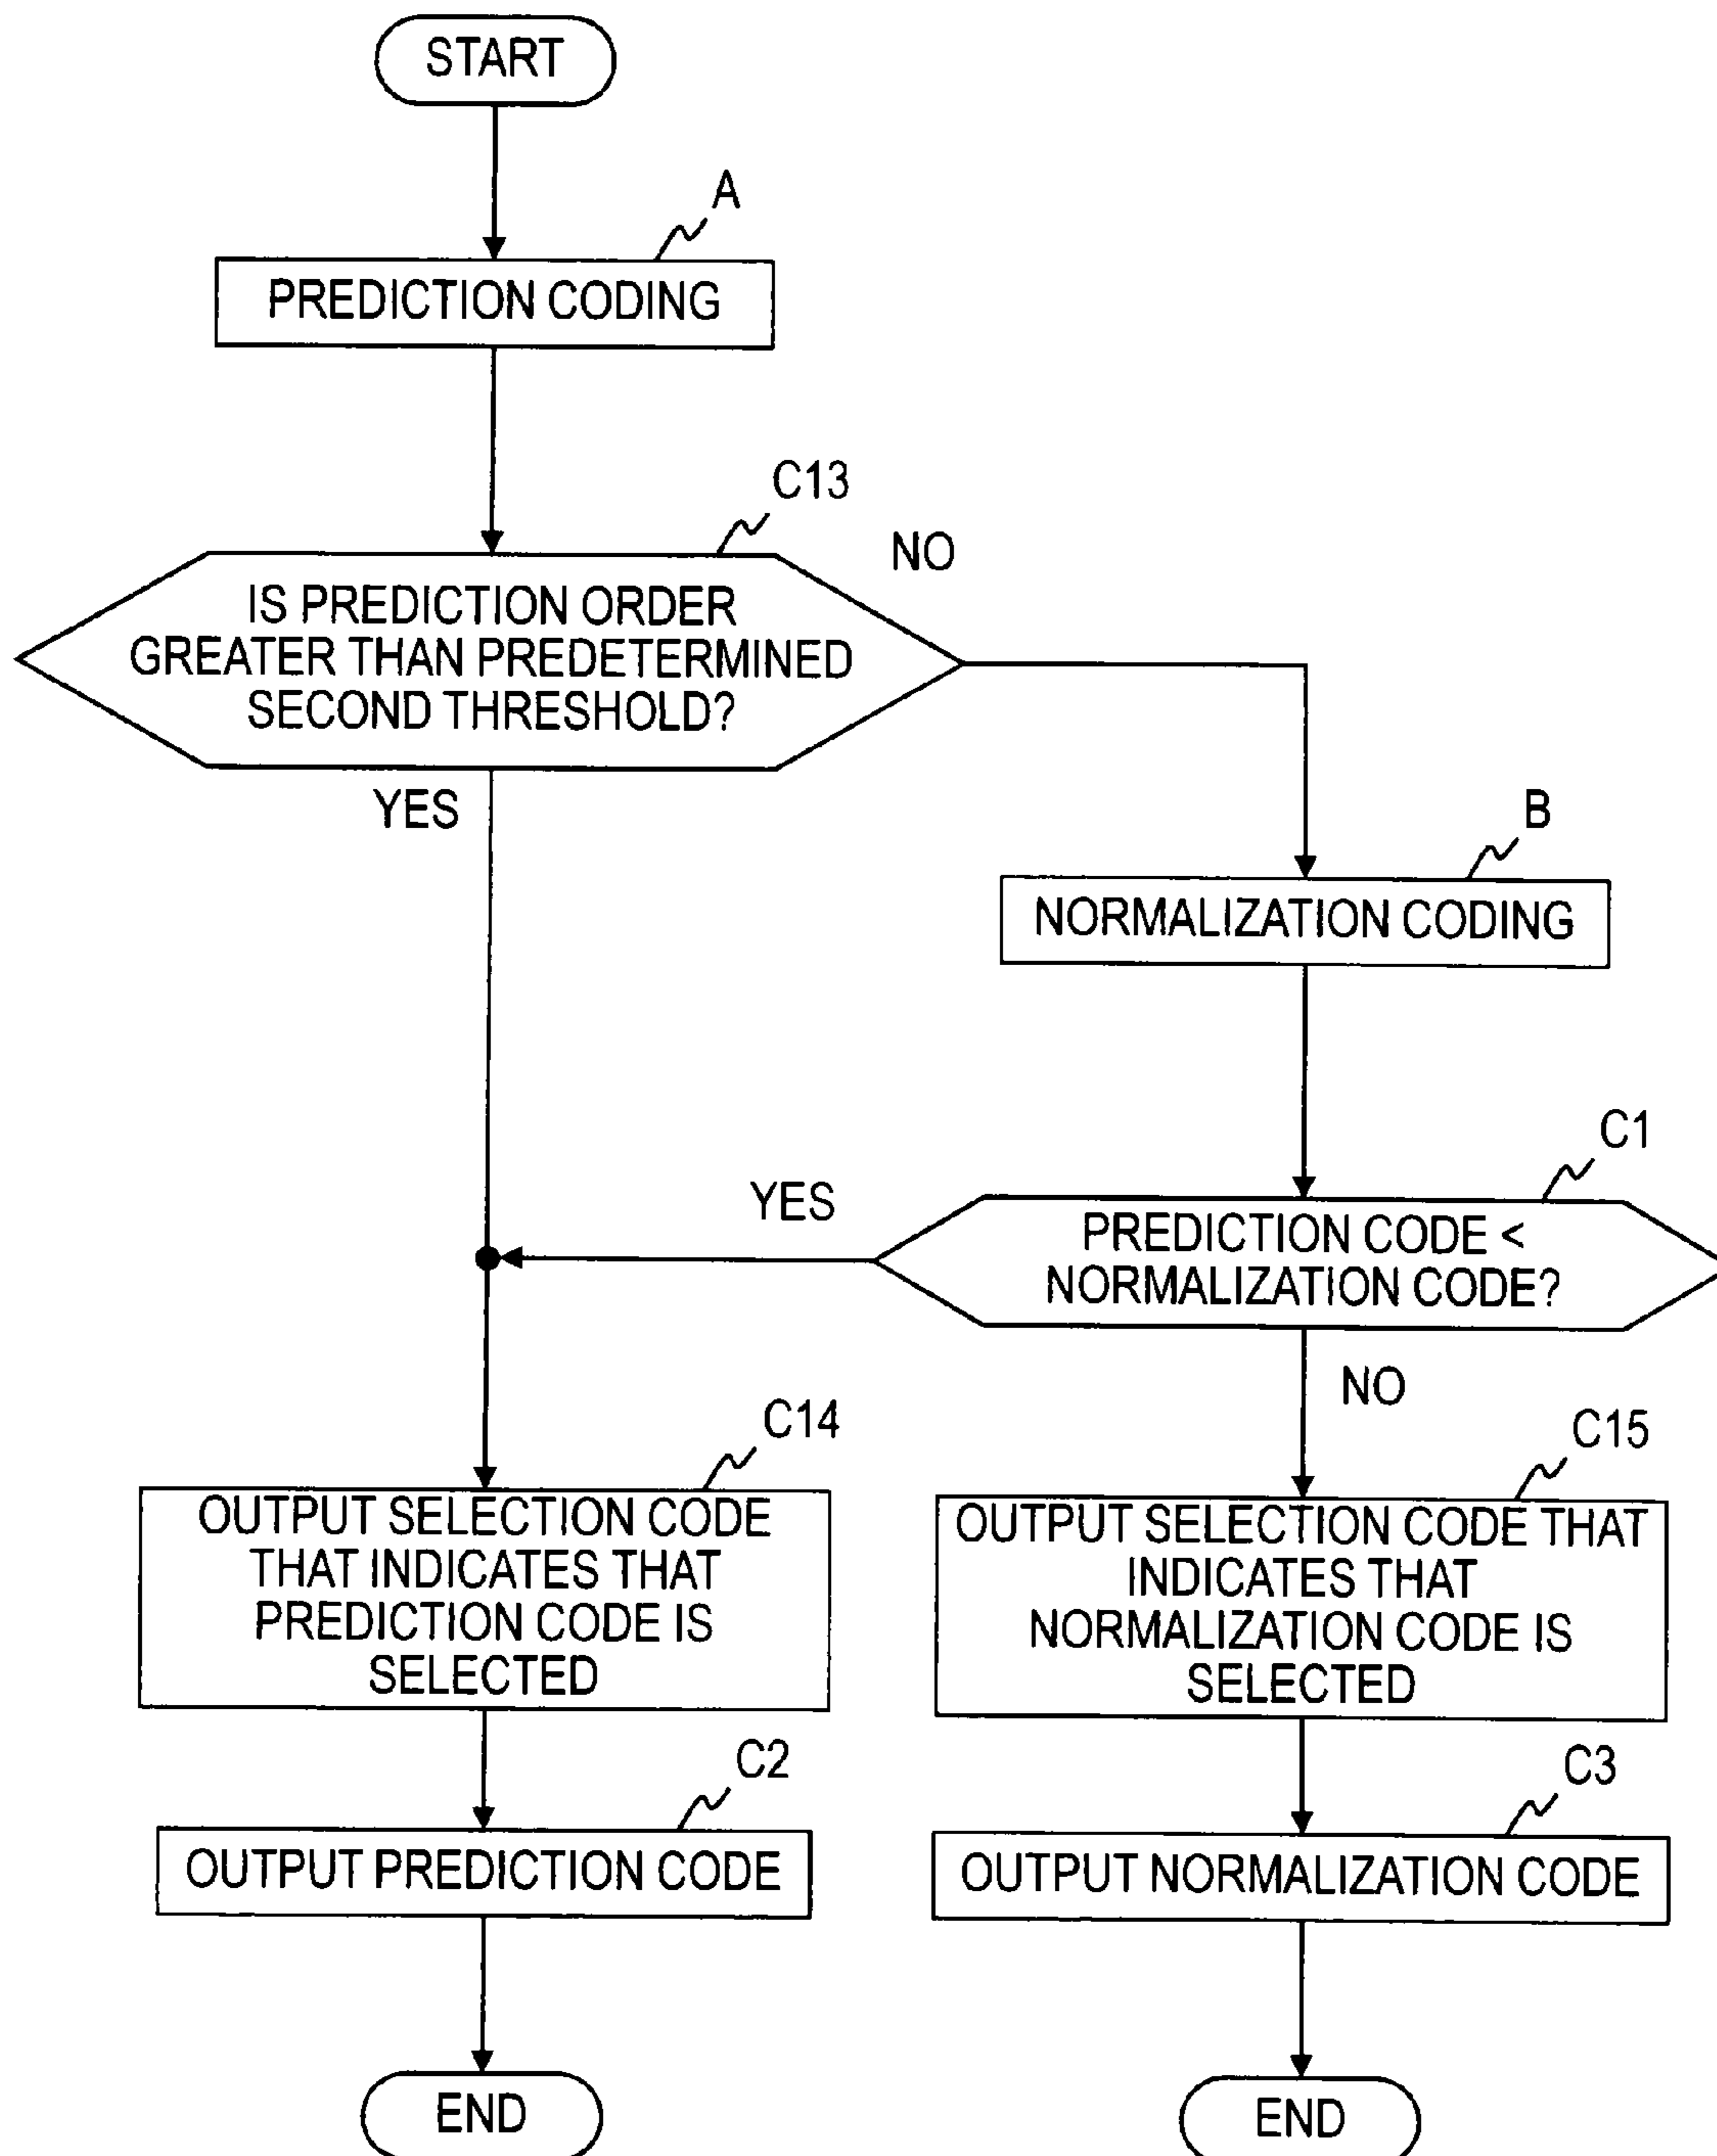 START
A
PREDICTION CODING
C13
NO
IS PREDICTION ORDER
GREATER THAN PREDETERMINED
SECOND THRESHOLD?
YES
B
NORMALIZATION CODING
C1
YES
PREDICTION CODE <
NORMALIZATION CODE?
NO
C14
C15
OUTPUT SELECTION CODE
THAT INDICATES THAT
PREDICTION CODE IS
SELECTED
OUTPUT SELECTION CODE THAT
INDICATES THAT
NORMALIZATION CODE IS
SELECTED
C2
C3
OUTPUT PREDICTION CODE
OUTPUT NORMALIZATION CODE
END
END